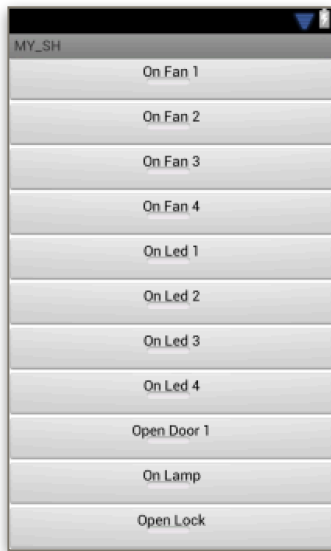 MY_SH
On Fan 1
On Fan 2
On Fan 3
On Fan 4
On Led 1
On Led 2
On Led 3
On Led 4
Open Door 1
On Lamp
Open Lock